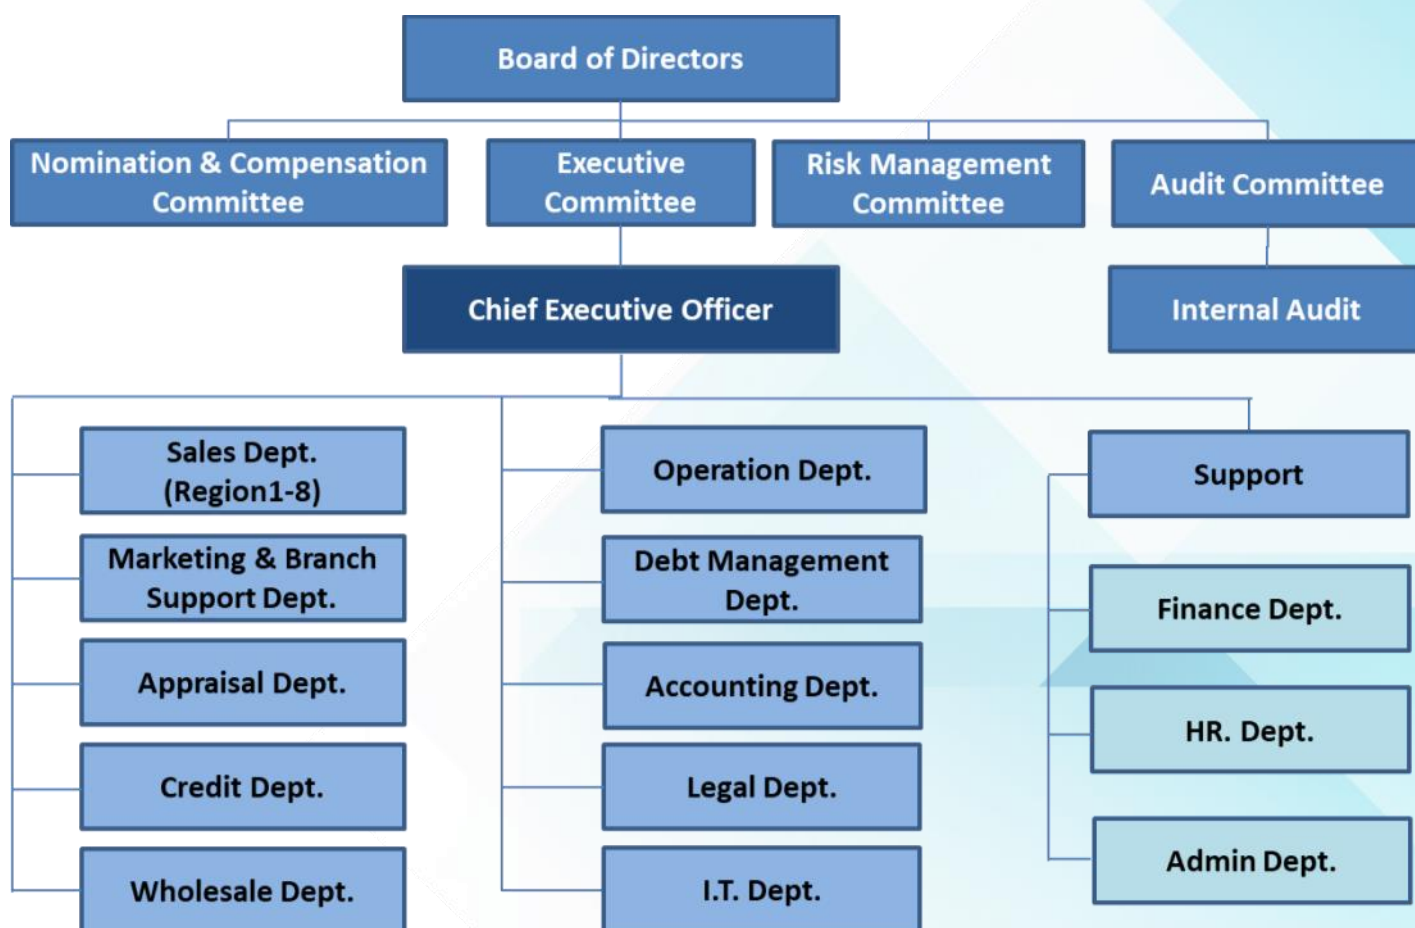 Board of Directors
Nomination & Compensation
Committee
Executive
Committee
Risk Management
Committee
Audit Committee
Chief Executive Officer
Internal Audit
Sales Dept.
(Region1-8)
Marketing & Branch
Support Dept.
Appraisal Dept.
Credit Dept.
Wholesale Dept.
Operation Dept.
Debt Management
Dept.
Accounting Dept.
Legal Dept.
I.T. Dept.
Support
Finance Dept.
HR. Dept.
Admin Dept.